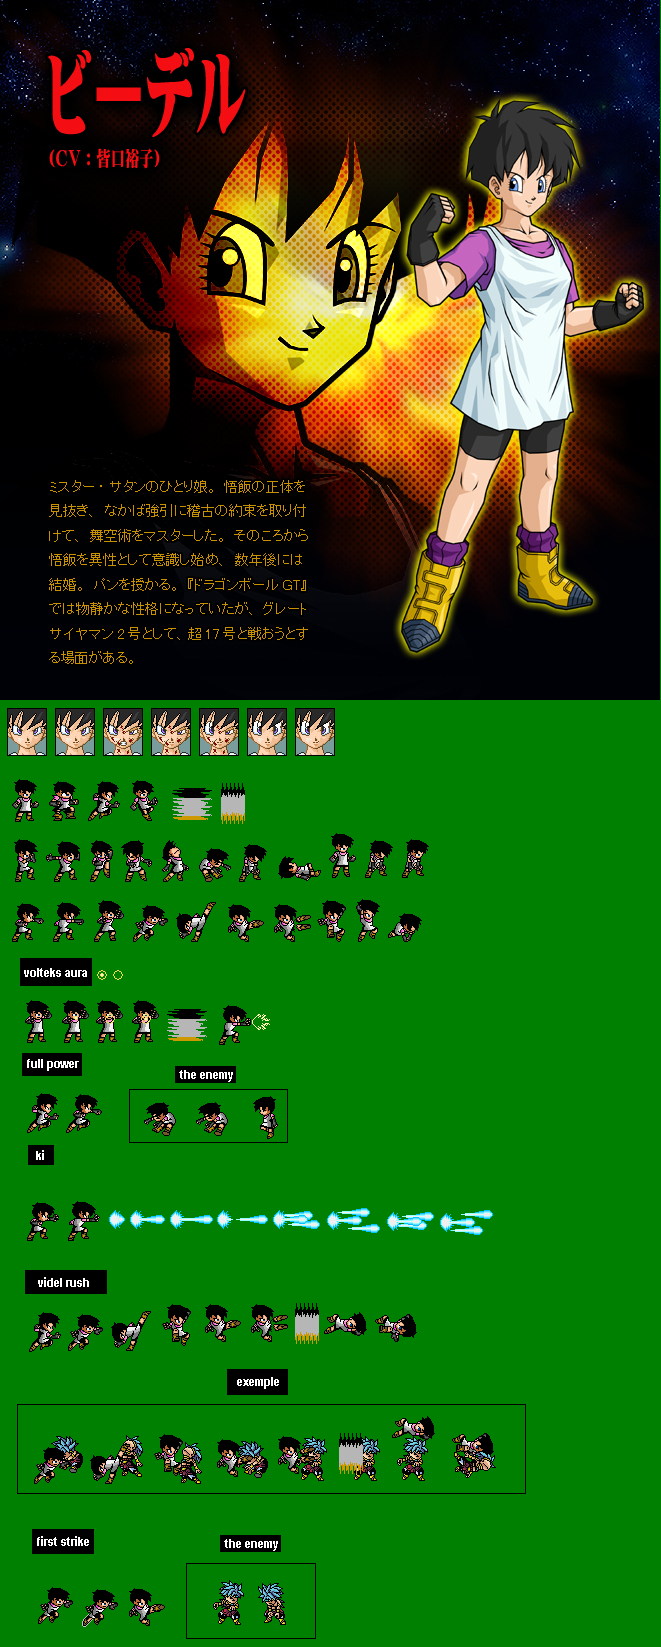 ビーデル
(CV:皆口裕子)
ミスター・サタンのひとり娘。悟飯の正体を
見抜き、なかば強引に稽古の約束を取り付
けて、舞空術をマスターした。そのころから
悟飯を異性として意識し始め、数年後には
結婚。パンを授かる。『ドラゴンボールGT』
では物静かな性格になっていたが、グレート
サイヤマン2号として、超17号と戦おうとす
る場面がある。
volteks aura
full power
the enemy
ki
videl rush
exemple
first strike
the enemy